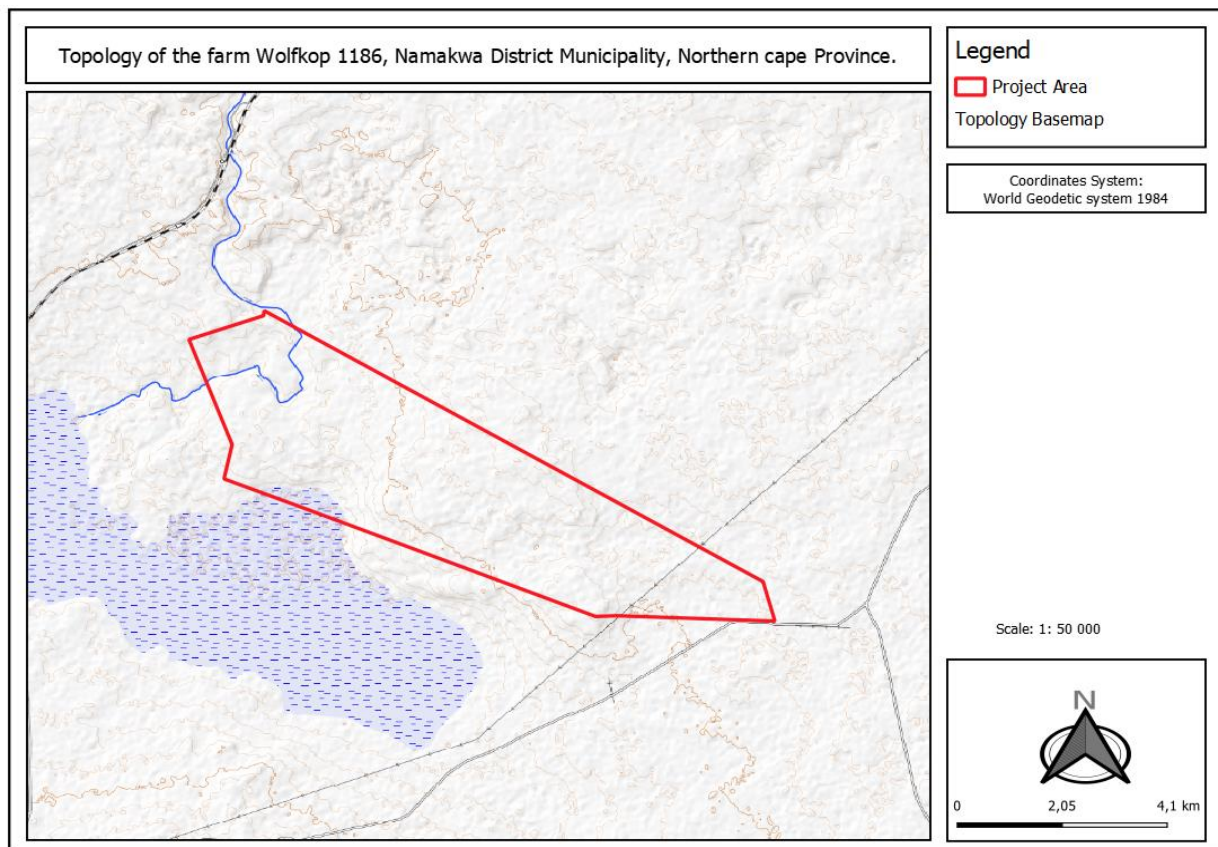 Topology of the farm Wolfkop 1186, Namakwa District Municipality, Northern cape Province.
Legend
Project Area
Topology Basemap
Coordinates System:
World Geodetic system 1984
Scale: 1: 50 000
N
0 2,05 4,1 km